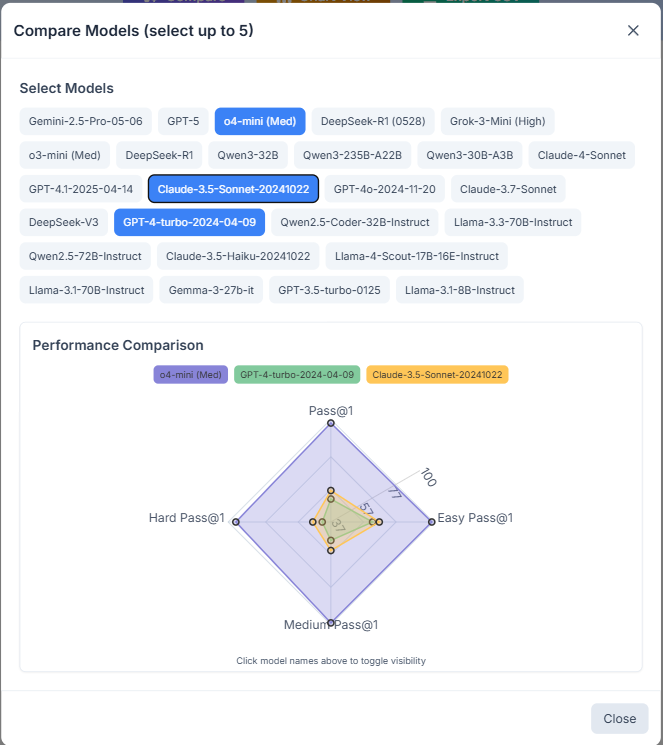 Compare Models (select up to 5)
Select Models
Gemini-2.5-Pro-05-06 GPT-5 o4-mini (Med) DeepSeek-R1 (0528) Grok-3-Mini (High)
o3-mini (Med) DeepSeek-R1 Qwen3-32B Qwen3-235B-A22B Qwen3-30B-A3B Claude-4-Sonnet
GPT-4.1-2025-04-14 Claude-3.5-Sonnet-20241022 GPT-4o-2024-11-20 Claude-3.7-Sonnet
DeepSeek-V3 GPT-4-turbo-2024-04-09 Qwen2.5-Coder-32B-Instruct Llama-3.3-70B-Instruct
Qwen2.5-72B-Instruct Claude-3.5-Haiku-20241022 Llama-4-Scout-17B-16E-Instruct
Llama-3.1-70B-Instruct Gemma-3-27b-it GPT-3.5-turbo-0125 Llama-3.1-8B-Instruct
Performance Comparison
o4-mini (Med) GPT-4-turbo-2024-04-09 Claude-3.5-Sonnet-20241022
Pass@1
100
77
57
37
Hard Pass@1
Easy Pass@1
Medium Pass@1
Click model names above to toggle visibility
Close